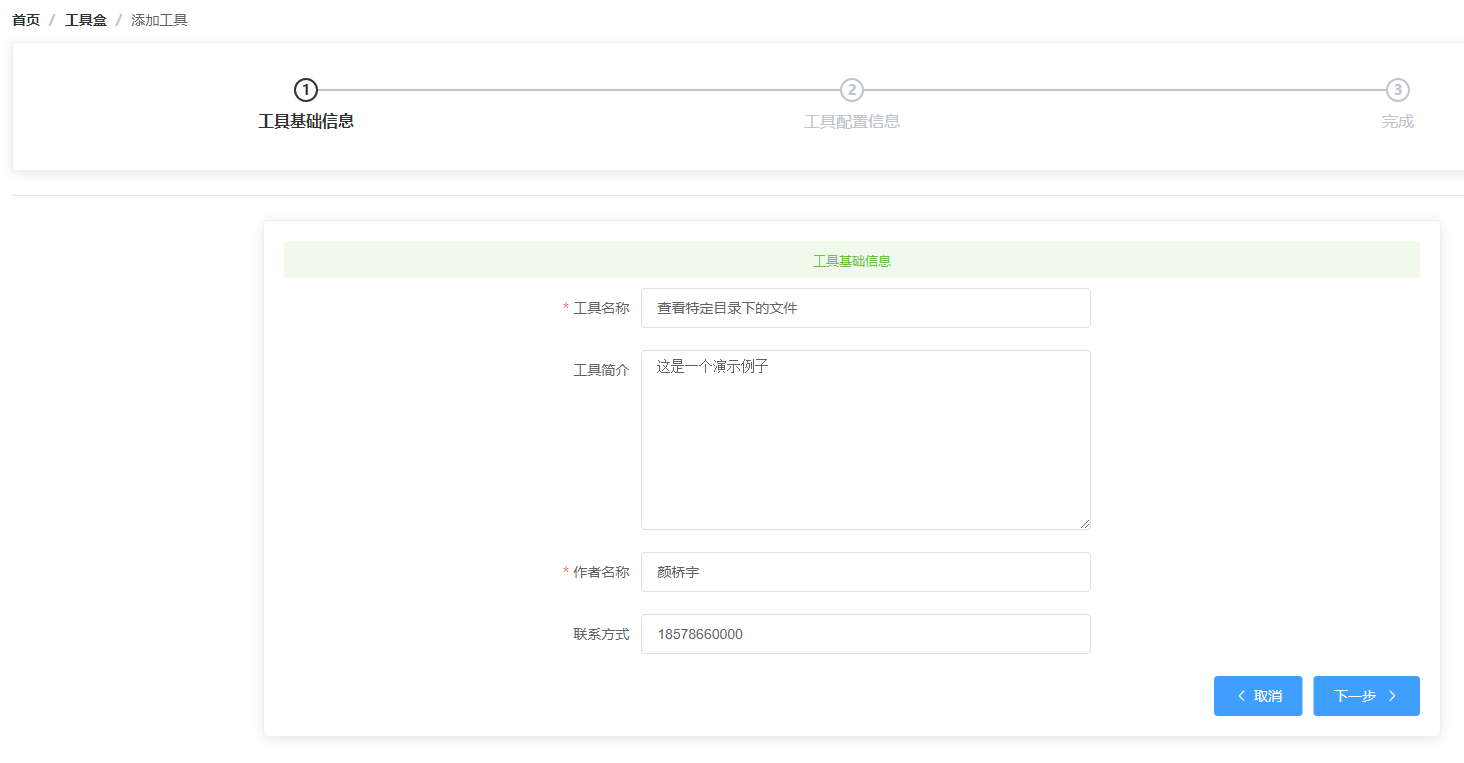 首页 / 工具盒 / 添加工具
1
2
3
工具基础信息
工具配置信息
完成
工具基础信息
* 工具名称 查看特定目录下的文件
工具简介 这是一个演示例子
* 作者名称 颜桥宇
联系方式 18578660000
取消
下一步